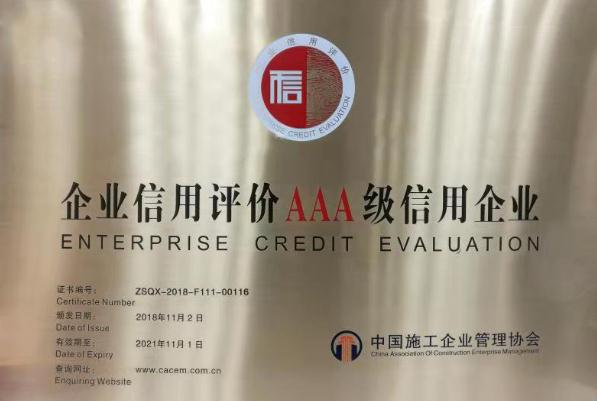 企业信用评价
信
ENTERPRISE CREDIT EVALUATION
企业信用评价AAA级信用企业
ENTERPRISE CREDIT EVALUATION
证书编号: ZSQX-2018-F111-00116
Certificate Number
颁发日期: 2018年11月2日
Date of Issue
有效期至: 2021年11月1日
Date of Expiry
查询网址: www.cacem.com.cn
Enquiring Website
中国施工企业管理协会
China Association Of Construction Enterprise Management